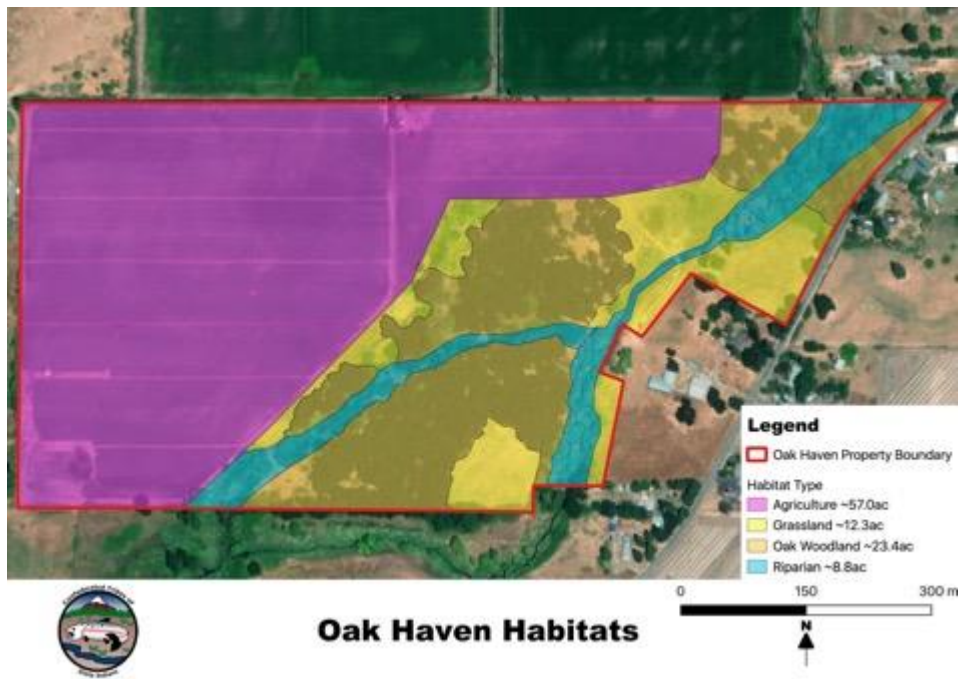 Legend
Oak Haven Property Boundary
Habitat Type
Agriculture ~57.0ac
Grassland ~12.3ac
Oak Woodland ~23.4ac
Riparian ~8.8ac
0 150 300 m
N
Oak Haven Habitats